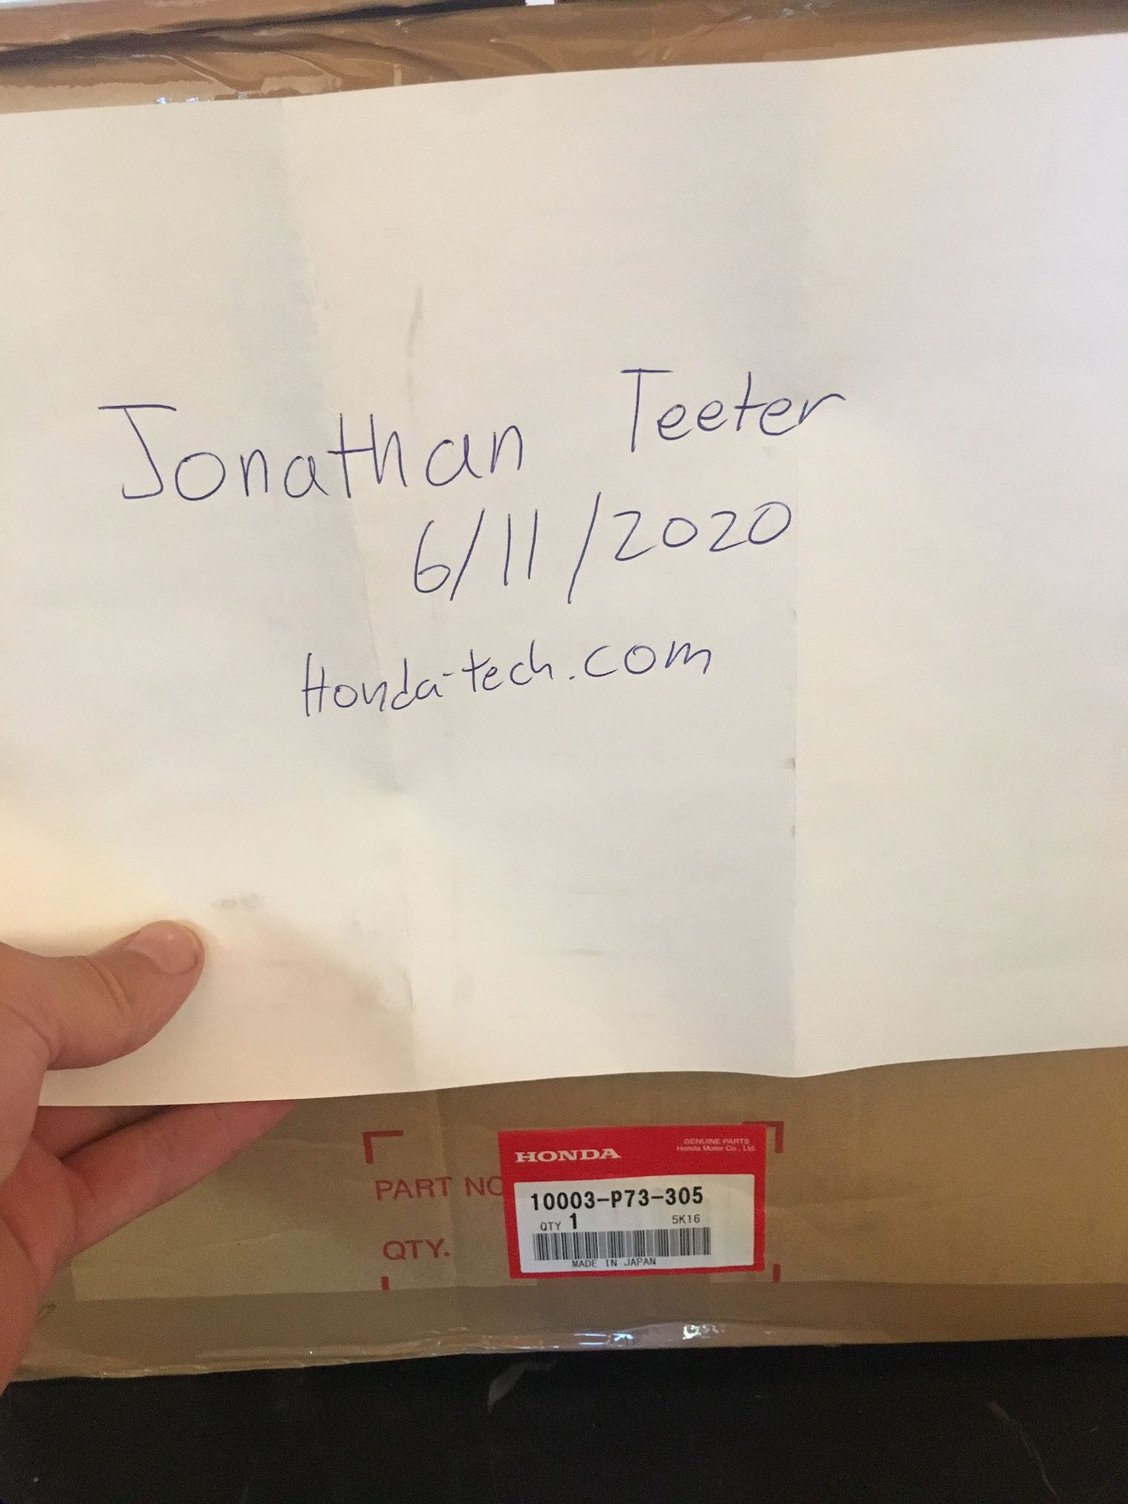 Jonathan Teeter
6/11/2020
Honda-tech.com
PART NO
QTY.
HONDA
GENUINE PARTS
Honda Motor Co., Ltd.
10003-P73-305
QTY 1 5K16
MADE IN JAPAN